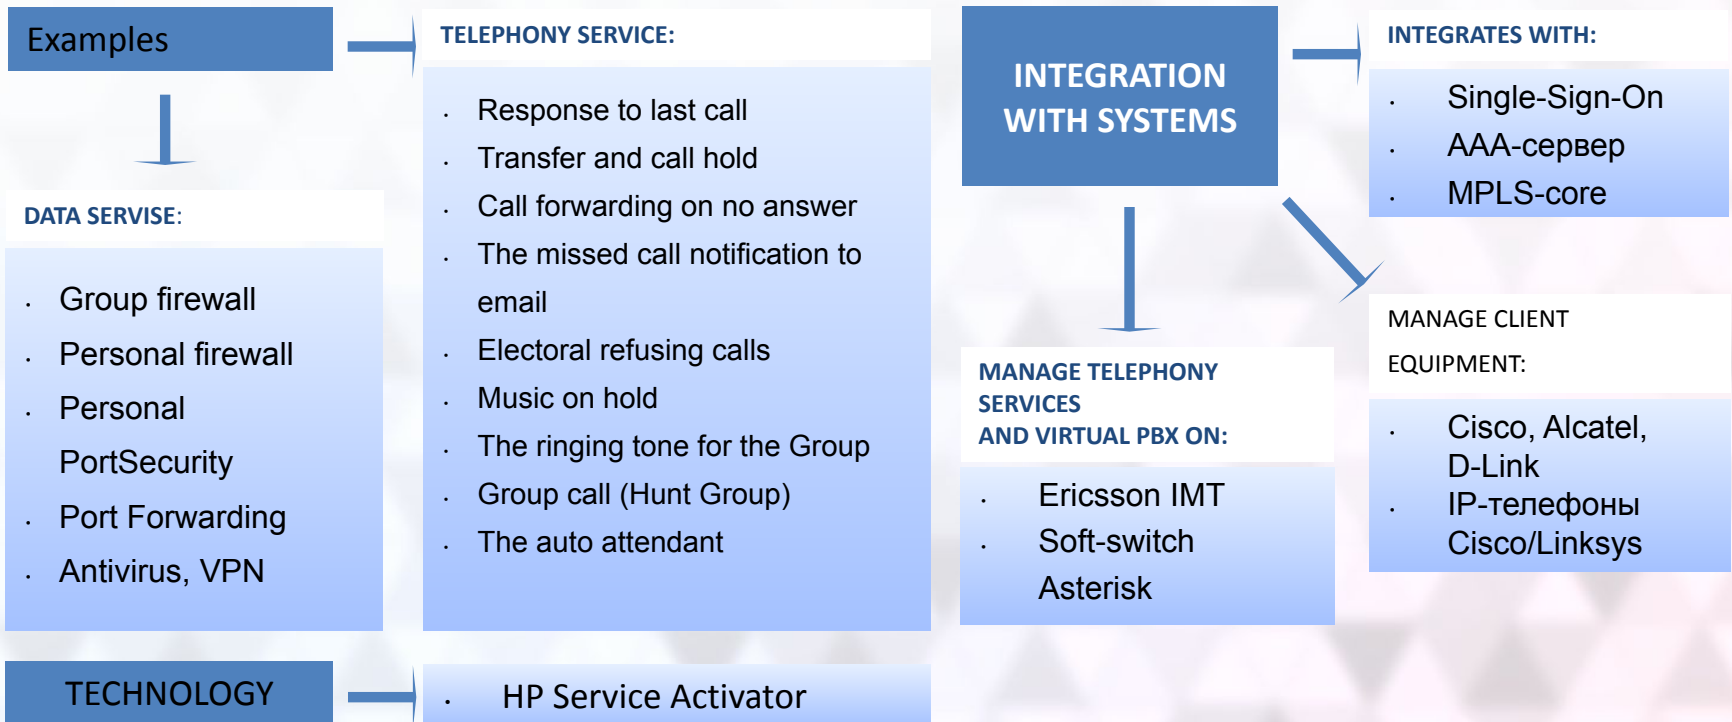 Examples
TELEPHONY SERVICE:
· Response to last call
· Transfer and call hold
· Call forwarding on no answer
· The missed call notification to
email
· Electoral refusing calls
· Music on hold
· The ringing tone for the Group
· Group call (Hunt Group)
· The auto attendant
DATA SERVISE:
· Group firewall
· Personal firewall
· Personal
PortSecurity
· Port Forwarding
· Antivirus, VPN
TECHNOLOGY
· HP Service Activator
INTEGRATION
WITH SYSTEMS
INTEGRATES WITH:
· Single-Sign-On
· AAA-сервер
· MPLS-core
MANAGE TELEPHONY
SERVICES
AND VIRTUAL PBX ON:
· Ericsson IMT
· Soft-switch
Asterisk
MANAGE CLIENT
EQUIPMENT:
· Cisco, Alcatel,
D-Link
· IP-телефоны
Cisco/Linksys